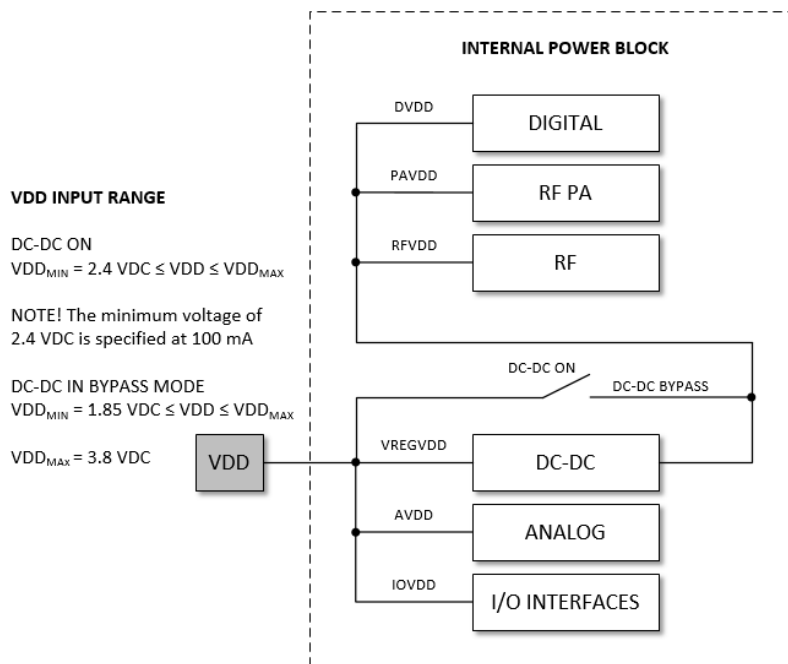 INTERNAL POWER BLOCK
DVDD
DIGITAL
PAVDD
RF PA
RFVDD
RF
VDD INPUT RANGE
DC-DC ON
VDDMIN = 2.4 VDC ≤ VDD ≤ VDDMAX
NOTE! The minimum voltage of
2.4 VDC is specified at 100 mA
DC-DC IN BYPASS MODE
VDDMIN = 1.85 VDC ≤ VDD ≤ VDDMAX
VDDMAX = 3.8 VDC
VDD
DC-DC ON
DC-DC BYPASS
VREGVDD
DC-DC
AVDD
ANALOG
IOVDD
I/O INTERFACES